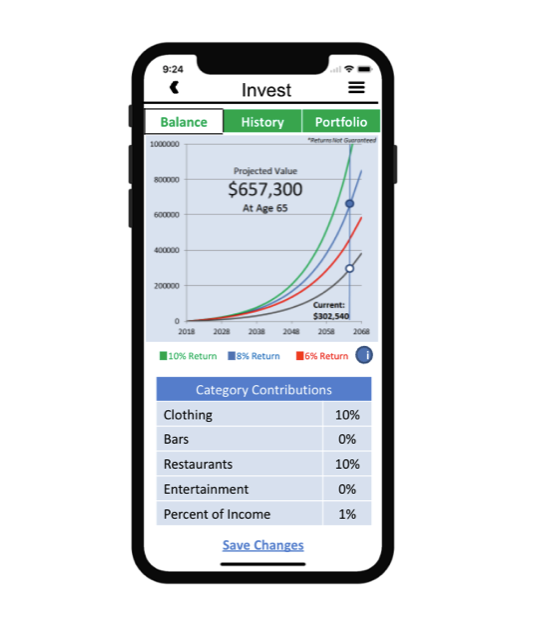 9:24
Invest
Balance History Portfolio
*Returns Not Guaranteed
1000000
800000
600000
400000
200000
0
Projected Value
$657,300
At Age 65
Current:
$302,540
2018 2028 2038 2048 2058 2068
10% Return 8% Return 6% Return i
Category Contributions
Clothing 10%
Bars 0%
Restaurants 10%
Entertainment 0%
Percent of Income 1%
Save Changes